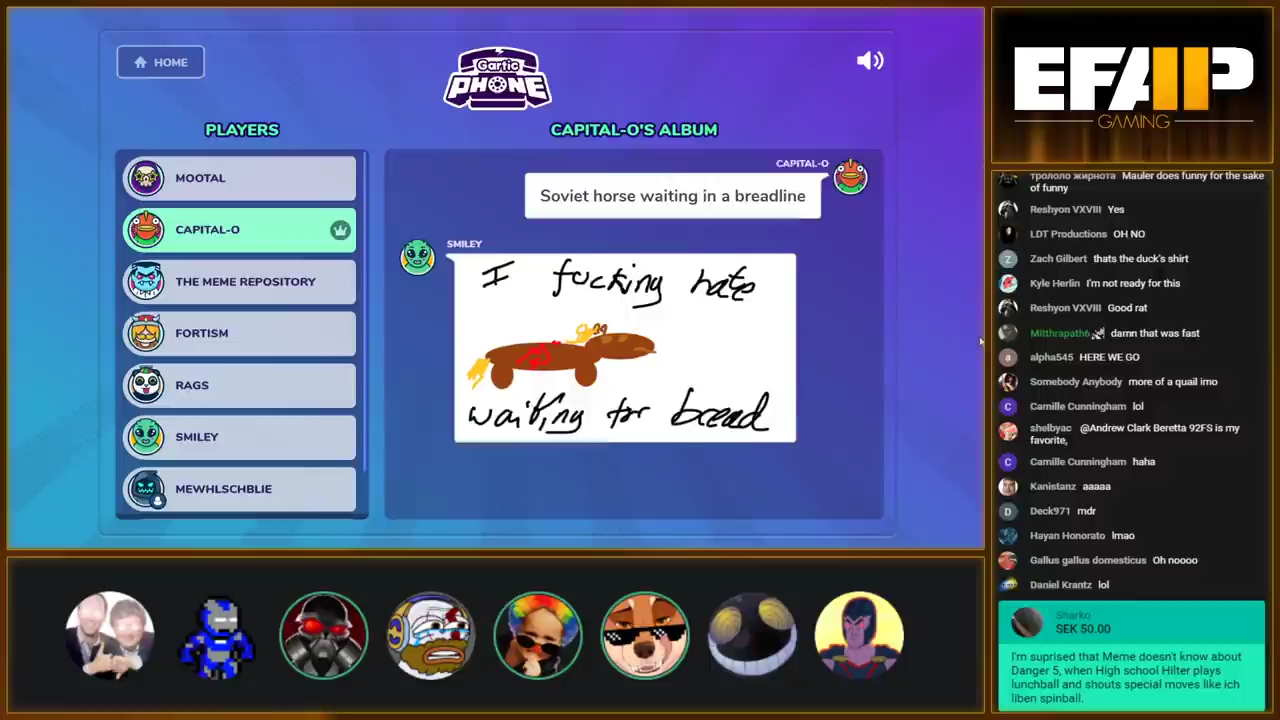 HOME
Gartic
PHONE
PLAYERS
MOOTAL
CAPITAL-O
THE MEME REPOSITORY
FORTISM
RAGS
SMILEY
MEWHLSCHBLIE
CAPITAL-O'S ALBUM
CAPITAL-O
Soviet horse waiting in a breadline
SMILEY
I fucking hate
waiting for bread
EFAP
GAMING
трололо жирнота Mauler does funny for the sake
of funny
Reshyon VXVIII Yes
LDT Productions OH NO
Zach Gilbert thats the duck's shirt
Kyle Herlin I'm not ready for this
Reshyon VXVIII Good rat
Mitthrapath6 damn that was fast
alpha545 HERE WE GO
Somebody Anybody more of a quail imo
Camille Cunningham lol
shelbyac @Andrew Clark Beretta 92FS is my
favorite,
Camille Cunningham haha
Kanistanz aaaaa
Deck971 mdr
Hayan Honorato lmao
Gallus gallus domesticus Oh noooo
Daniel Krantz lol
Sharko
SEK 50.00
I'm suprised that Meme doesn't know about
Danger 5, when High school Hilter plays
lunchball and shouts special moves like ich
liben spinball.